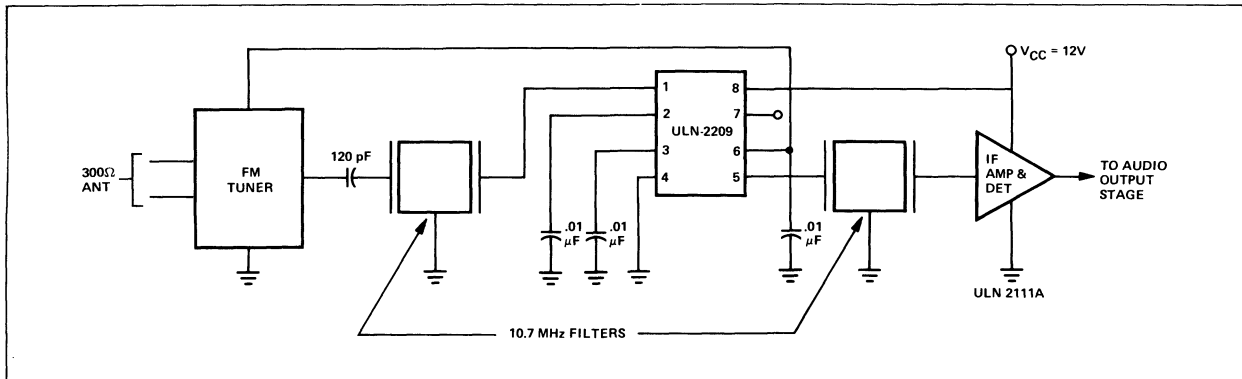 V_CC = 12V
300Ω
ANT
FM
TUNER
120 pF
1
2
3
4
ULN-2209
8
7
6
5
.01
μF
.01
μF
.01
μF
IF
AMP &
DET
TO AUDIO
OUTPUT
STAGE
ULN 2111A
10.7 MHz FILTERS